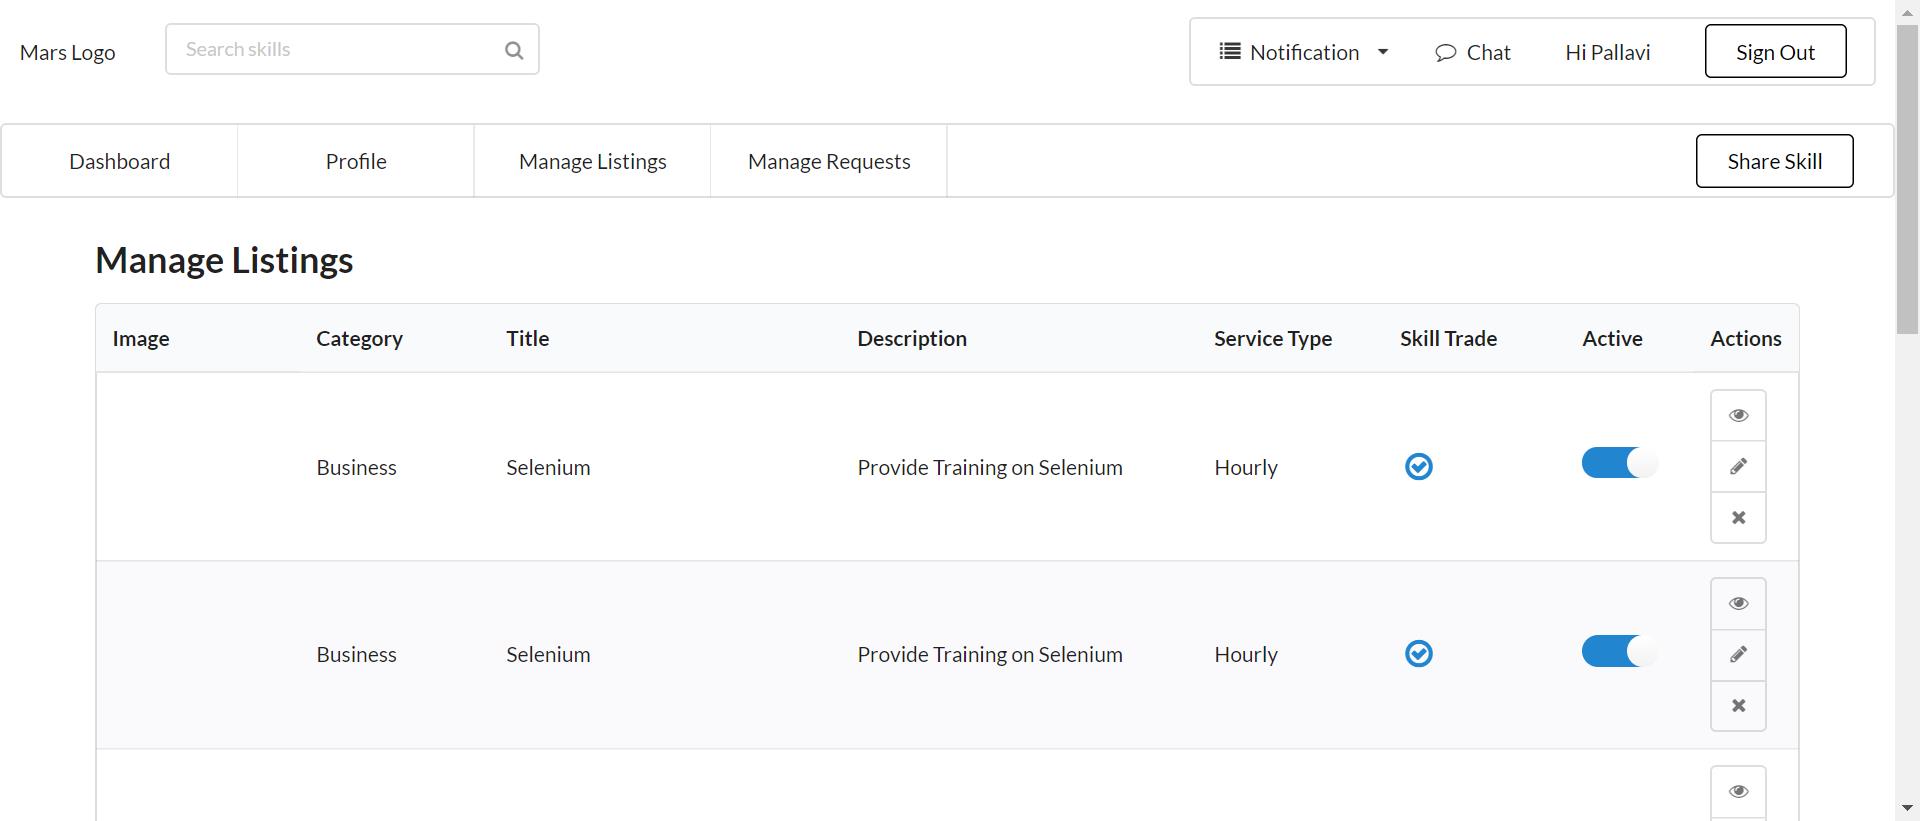 Mars Logo
Search skills
Notification
Chat
Hi Pallavi
Sign Out
Dashboard
Profile
Manage Listings
Manage Requests
Share Skill
Manage Listings
Image Category Title Description Service Type Skill Trade Active Actions
Business Selenium Provide Training on Selenium Hourly
Business Selenium Provide Training on Selenium Hourly